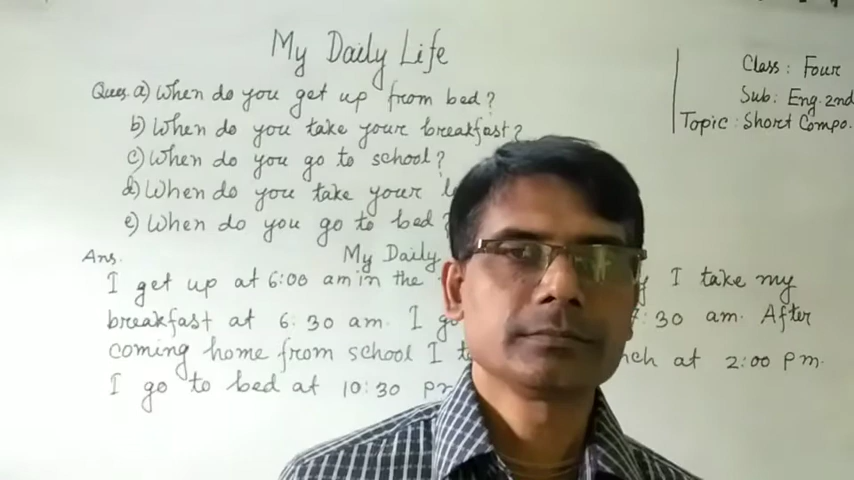 My Daily Life
Class: Four
Sub: Eng. 2nd
Topic: Short Compo.
Ques. a) When do you get up from bed?
b) When do you take your breakfast?
c) When do you go to school?
d) When do you take your
e) When do you go to bed?
Ans. My Daily
I get up at 6:00 am in the I take my
breakfast at 6.30 am. I 7:30 am. After
coming home from school I at 2:00 pm.
I go to bed at 10:30 pm